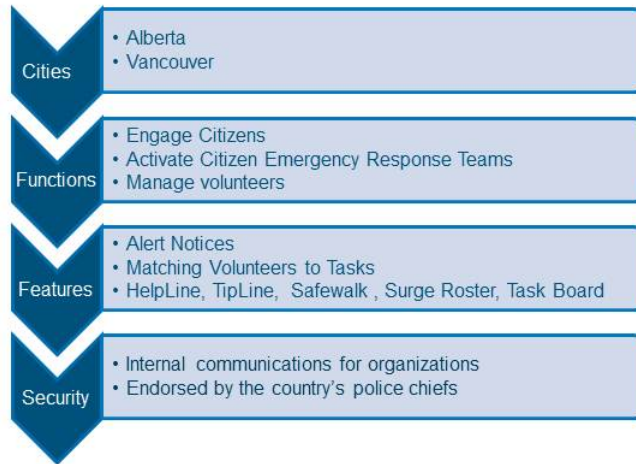 Cities
• Alberta
• Vancouver
Functions
• Engage Citizens
• Activate Citizen Emergency Response Teams
• Manage volunteers
Features
• Alert Notices
• Matching Volunteers to Tasks
• HelpLine, TipLine, Safewalk , Surge Roster, Task Board
Security
• Internal communications for organizations
• Endorsed by the country's police chiefs